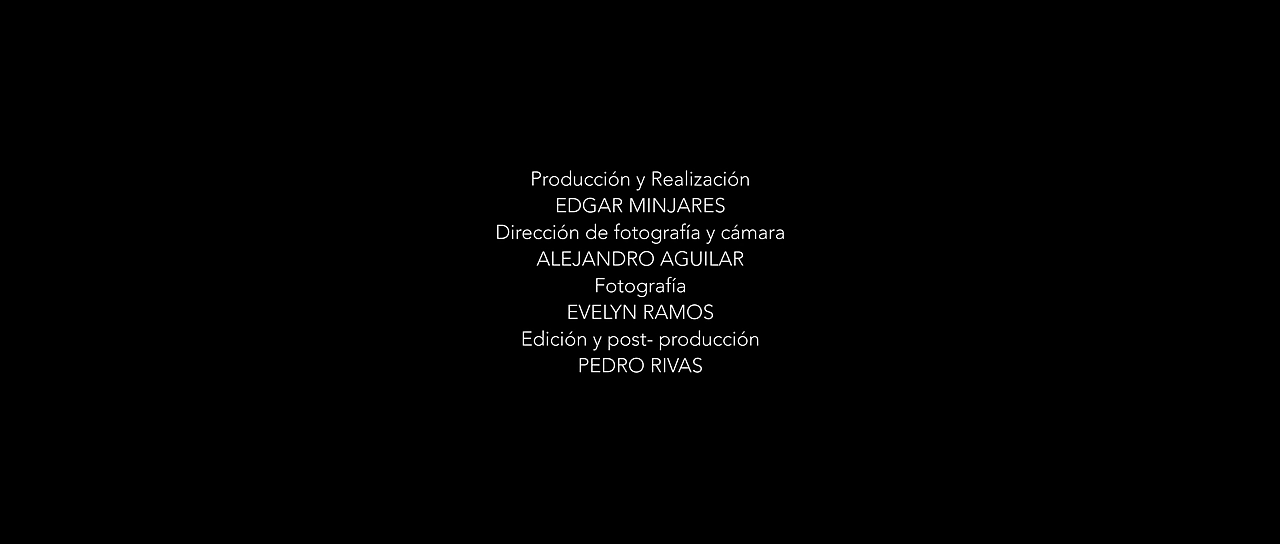 Producción y Realización
EDGAR MINJARES
Dirección de fotografía y cámara
ALEJANDRO AGUILAR
Fotografía
EVELYN RAMOS
Edición y post- producción
PEDRO RIVAS